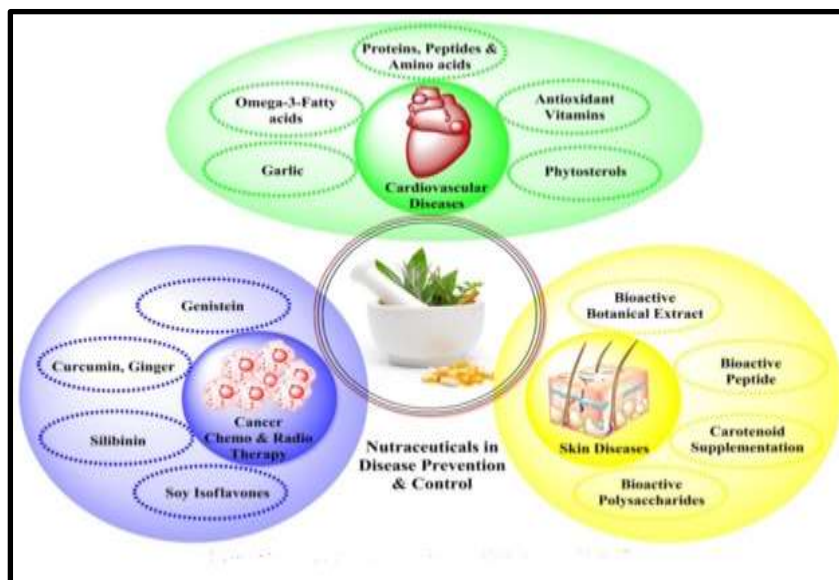 Proteins, Peptides &
Amino acids
Omega-3-Fatty
acids
Antioxidant
Vitamins
Garlic
Phytosterols
Cardiovascular
Diseases
Genistein
Curcumin, Ginger
Silibinin
Soy Isoflavones
Cancer
Chemo & Radio
Therapy
Nutraceuticals in
Disease Prevention
& Control
Bioactive
Botanical Extract
Bioactive
Peptide
Carotenoid
Supplementation
Bioactive
Polysaccharides
Skin Diseases